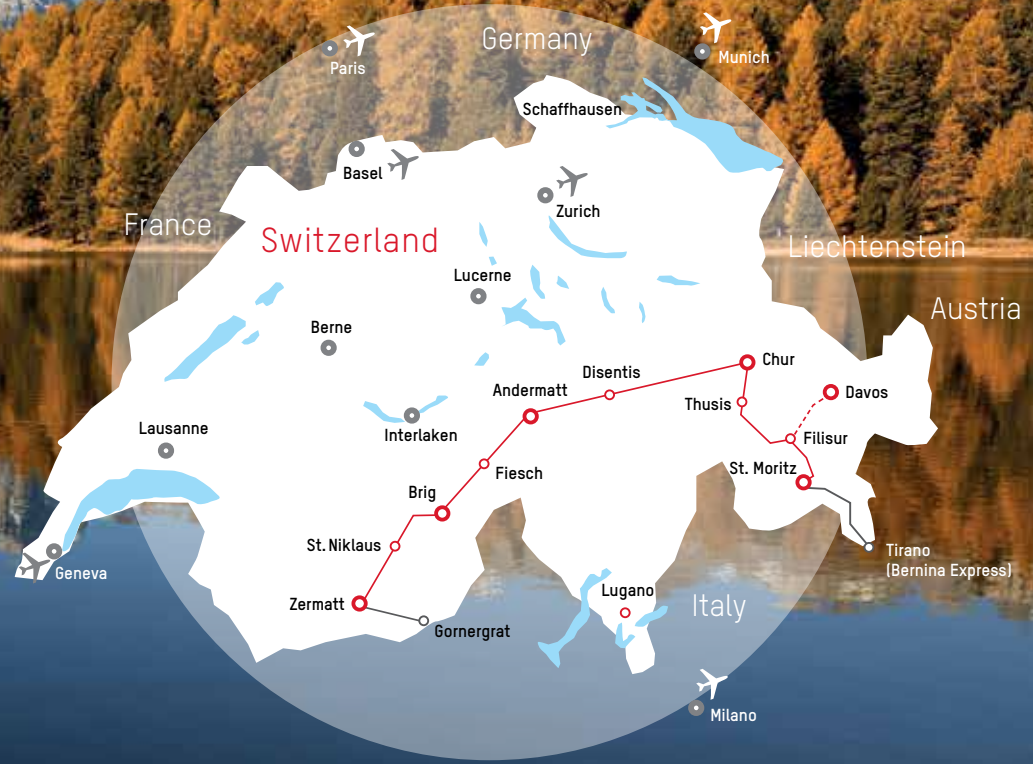 Germany
Paris
Munich
Schaffhausen
Basel
Zurich
France
Switzerland
Liechtenstein
Lucerne
Austria
Berne
Chur
Disentis
Andermatt
Davos
Thusis
Lausanne
Interlaken
Filisur
St. Moritz
Fiesch
Brig
St. Niklaus
Tirano
(Bernina Express)
Geneva
Lugano
Zermatt
Italy
Gornergrat
Milano